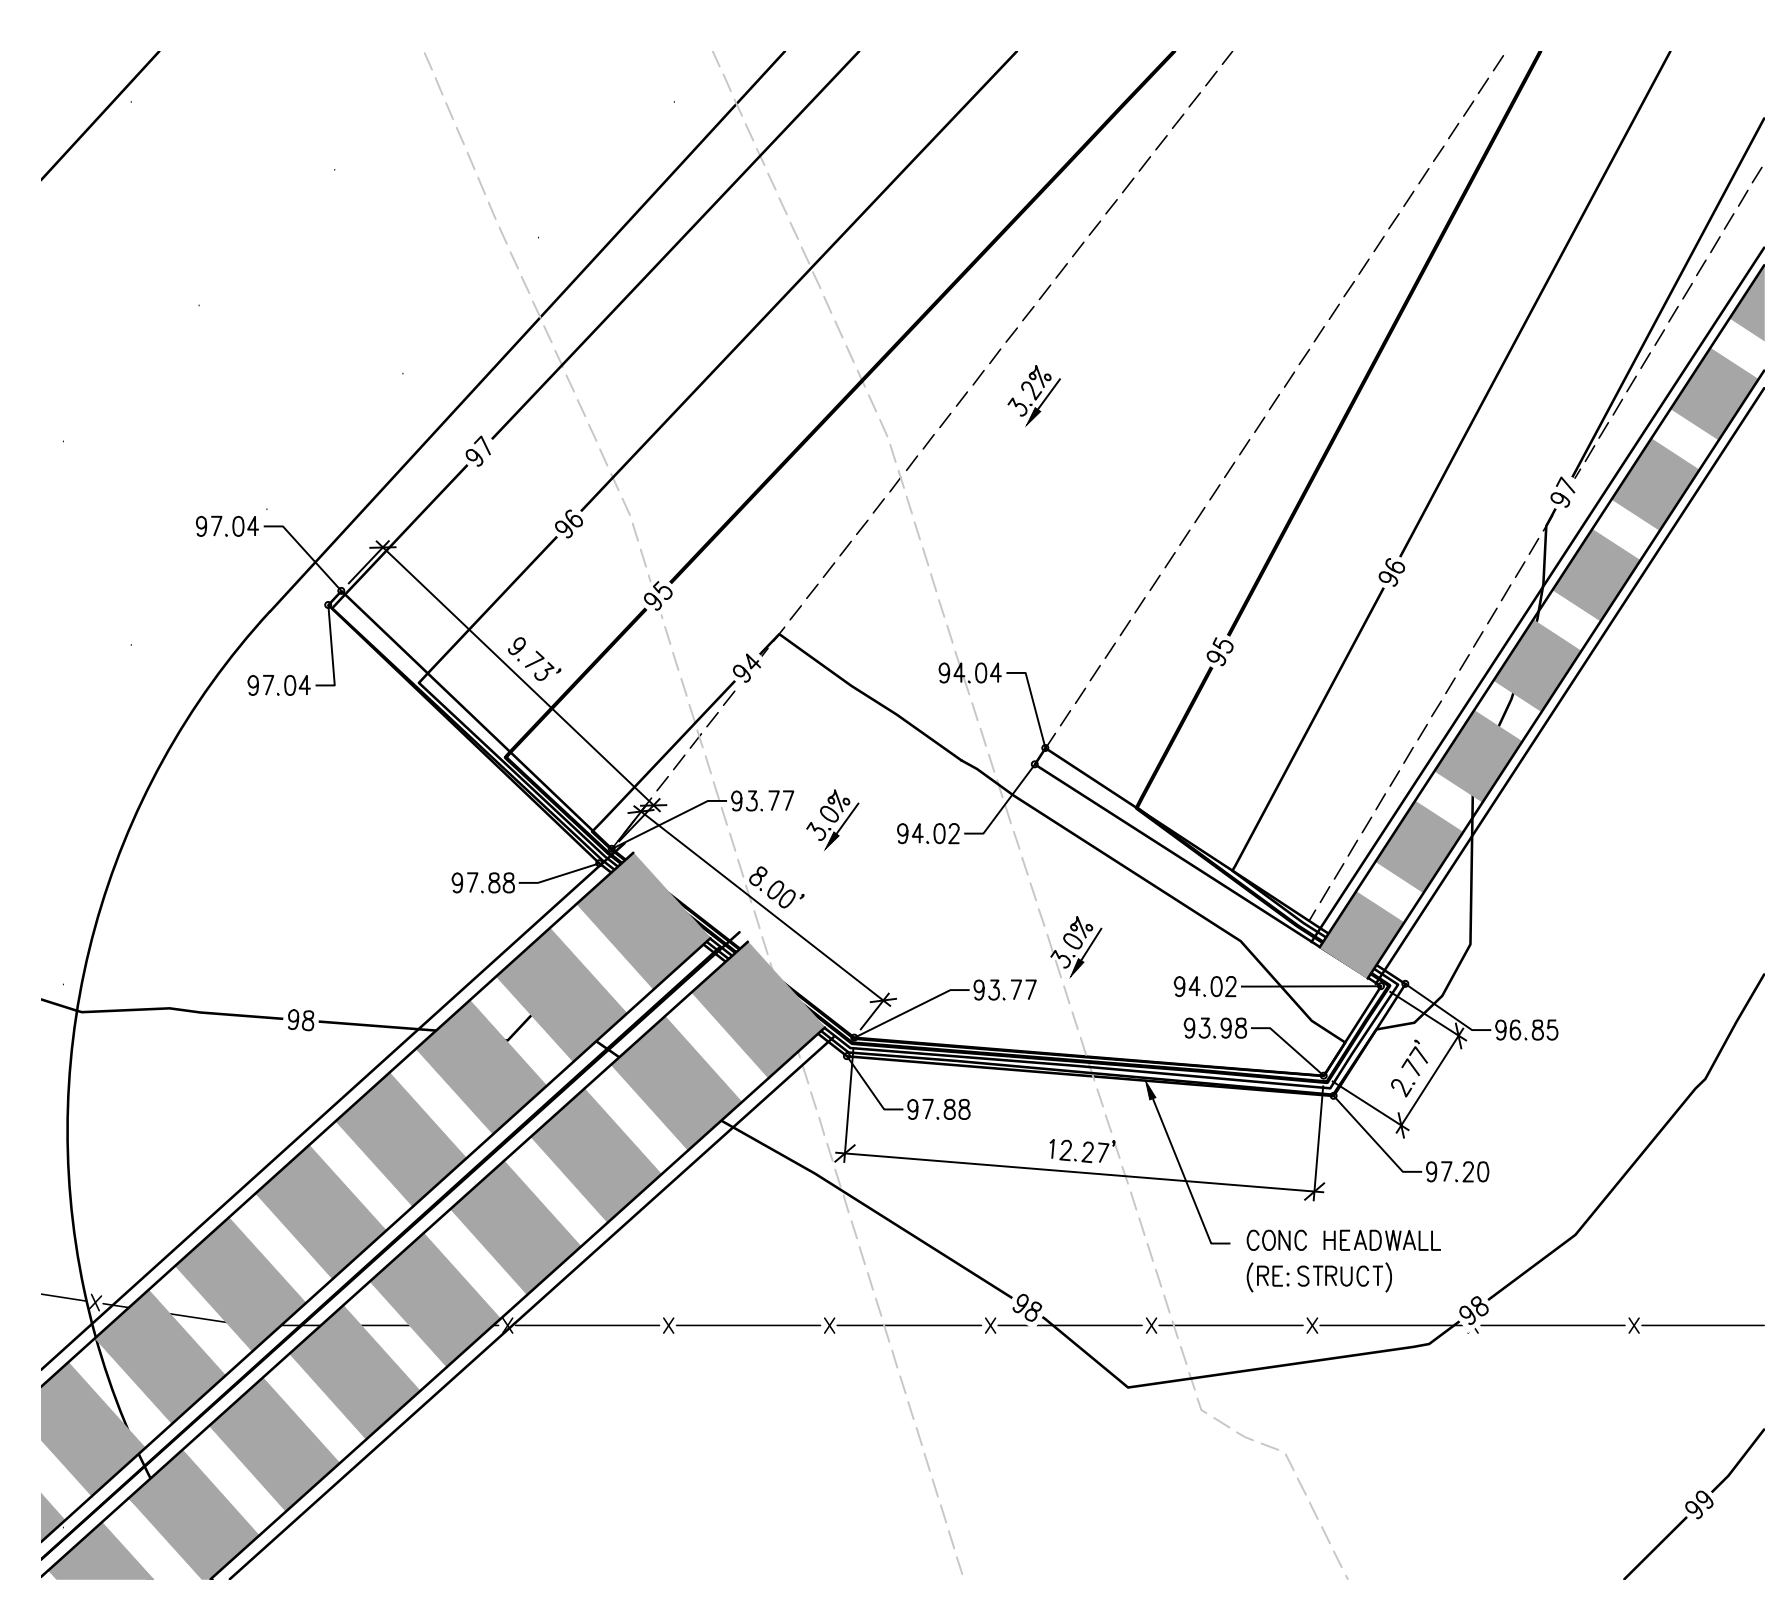 3.2%
97
97
97.04
96
96
95
9.73'
95
94
94.04
97.04
93.77
3.0%
94.02
97.88
8.00'
3.0%
93.77
94.02
98
93.98
96.85
2.77'
97.88
12.27'
97.20
CONC HEADWALL
(RE: STRUCT)
98
98
X
X
X
X
X
X
X
X
X
99